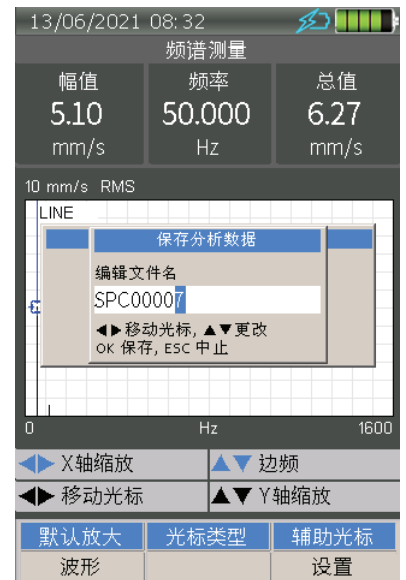 13/06/2021 08:32
频谱测量
幅值 频率 总值
5.10 50.000 6.27
mm/s Hz mm/s
10 mm/s RMS
LINE
保存分析数据
编辑文件名
SPC00007
◀▶移动光标, ▲▼更改
OK 保存, ESC 中止
0 Hz 1600
◀▶ X轴缩放 ▲▼ 边频
◀▶ 移动光标 ▲▼ Y轴缩放
默认放大 光标类型 辅助光标
波形 设置